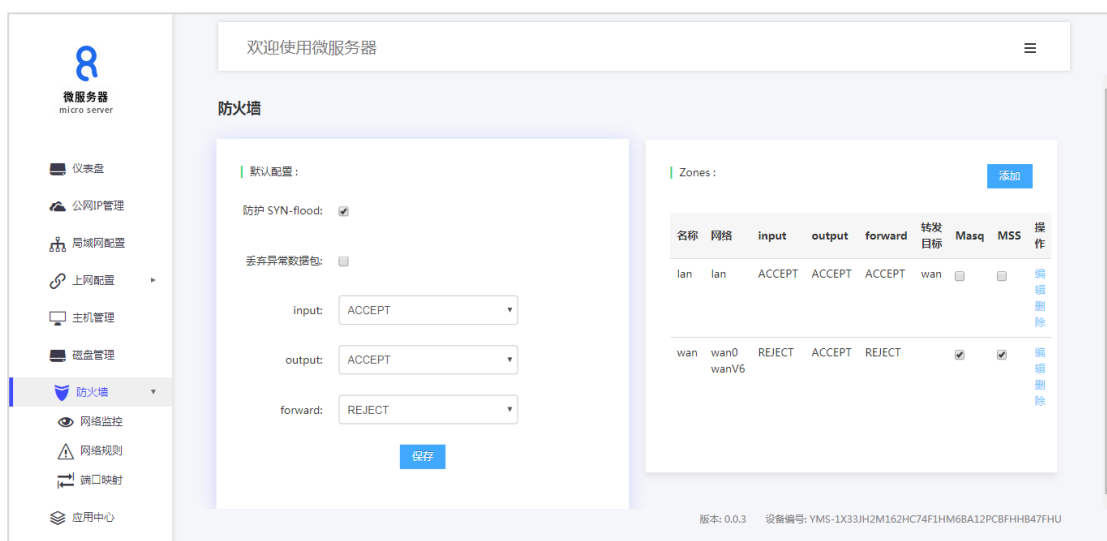 微服务器
micro server
仪表盘
公网IP管理
局域网配置
上网配置
主机管理
磁盘管理
防火墙
网络监控
网络规则
端口映射
应用中心
欢迎使用微服务器
防火墙
默认配置 :
防护 SYN-flood:
丢弃异常数据包:
input: ACCEPT
output: ACCEPT
forward: REJECT
保存
Zones :
添加
名称 网络 input output forward 转发目标 Masq MSS 操作
lan lan ACCEPT ACCEPT ACCEPT wan 编辑删除
wan wan0 wanV6 REJECT ACCEPT REJECT 编辑删除
版本: 0.0.3 设备编号: YMS-1X33JH2M162HC74F1HM6BA12PCBFHHB47FHU